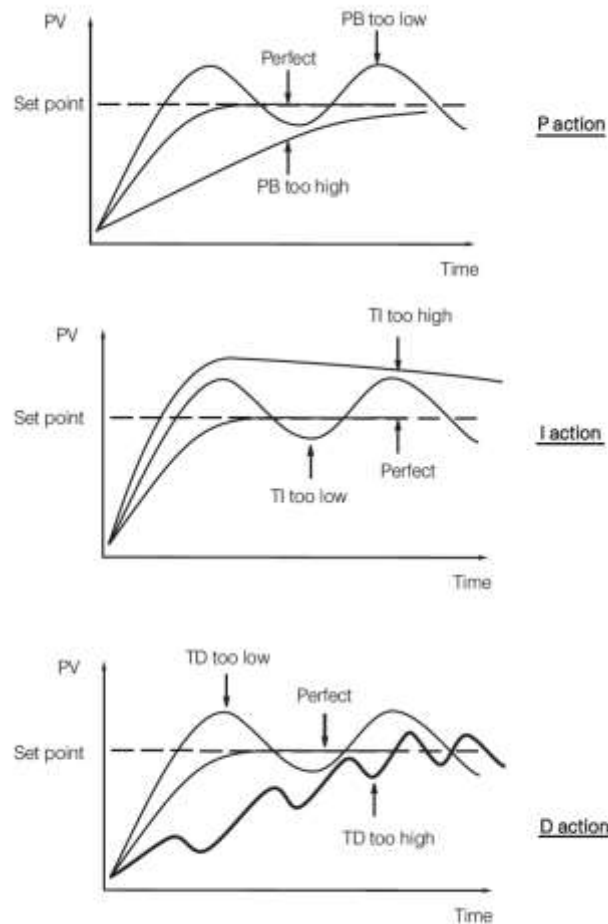 PV
PB too low
Perfect
Set point
P action
PB too high
Time
PV
TI too high
Set point
I action
Perfect
TI too low
Time
TD too low
PV
Perfect
Set point
TD too high
D action
Time